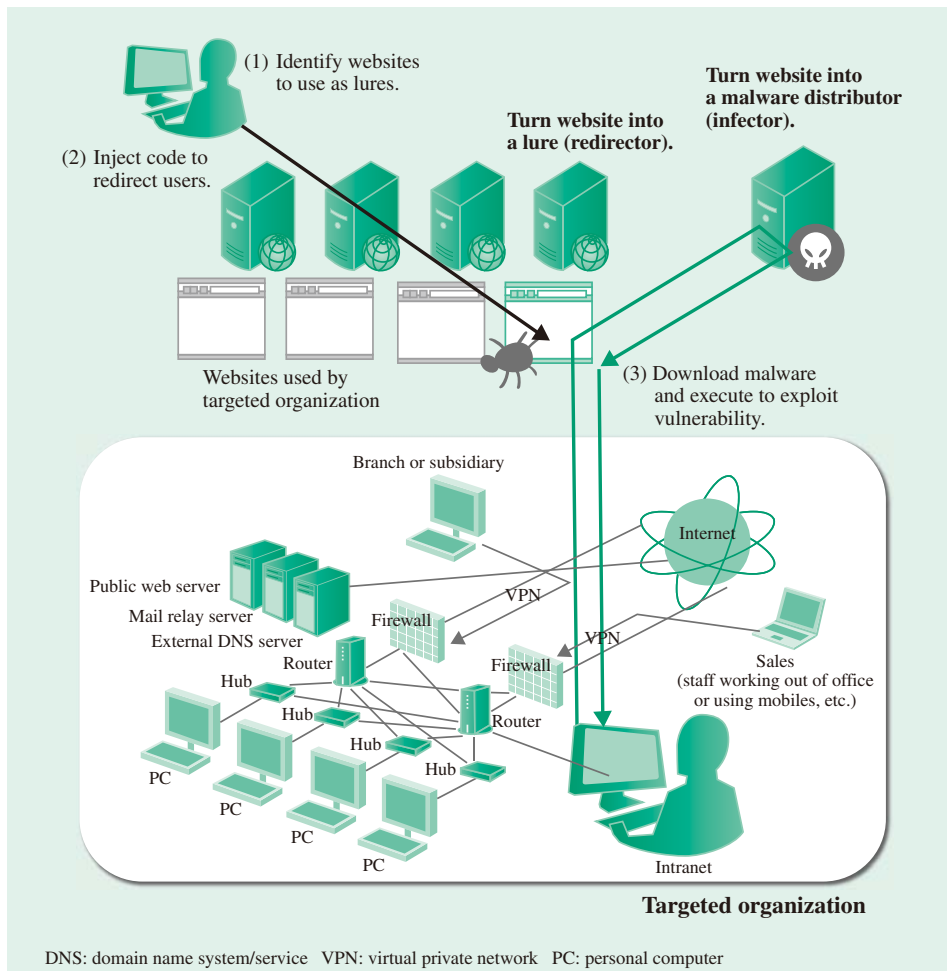 (1) Identify websites
to use as lures.
Turn website into
a malware distributor
(infector).
Turn website into
a lure (redirector).
(2) Inject code to
redirect users.
Websites used by
targeted organization
(3) Download malware
and execute to exploit
vulnerability.
Branch or subsidiary
Internet
Public web server
Mail relay server
External DNS server
VPN
Firewall
VPN
Firewall
Sales
(staff working out of office
or using mobiles, etc.)
Router
Hub
Hub
Router
Hub
Hub
PC
PC
PC
PC
Intranet
Targeted organization
DNS: domain name system/service VPN: virtual private network PC: personal computer